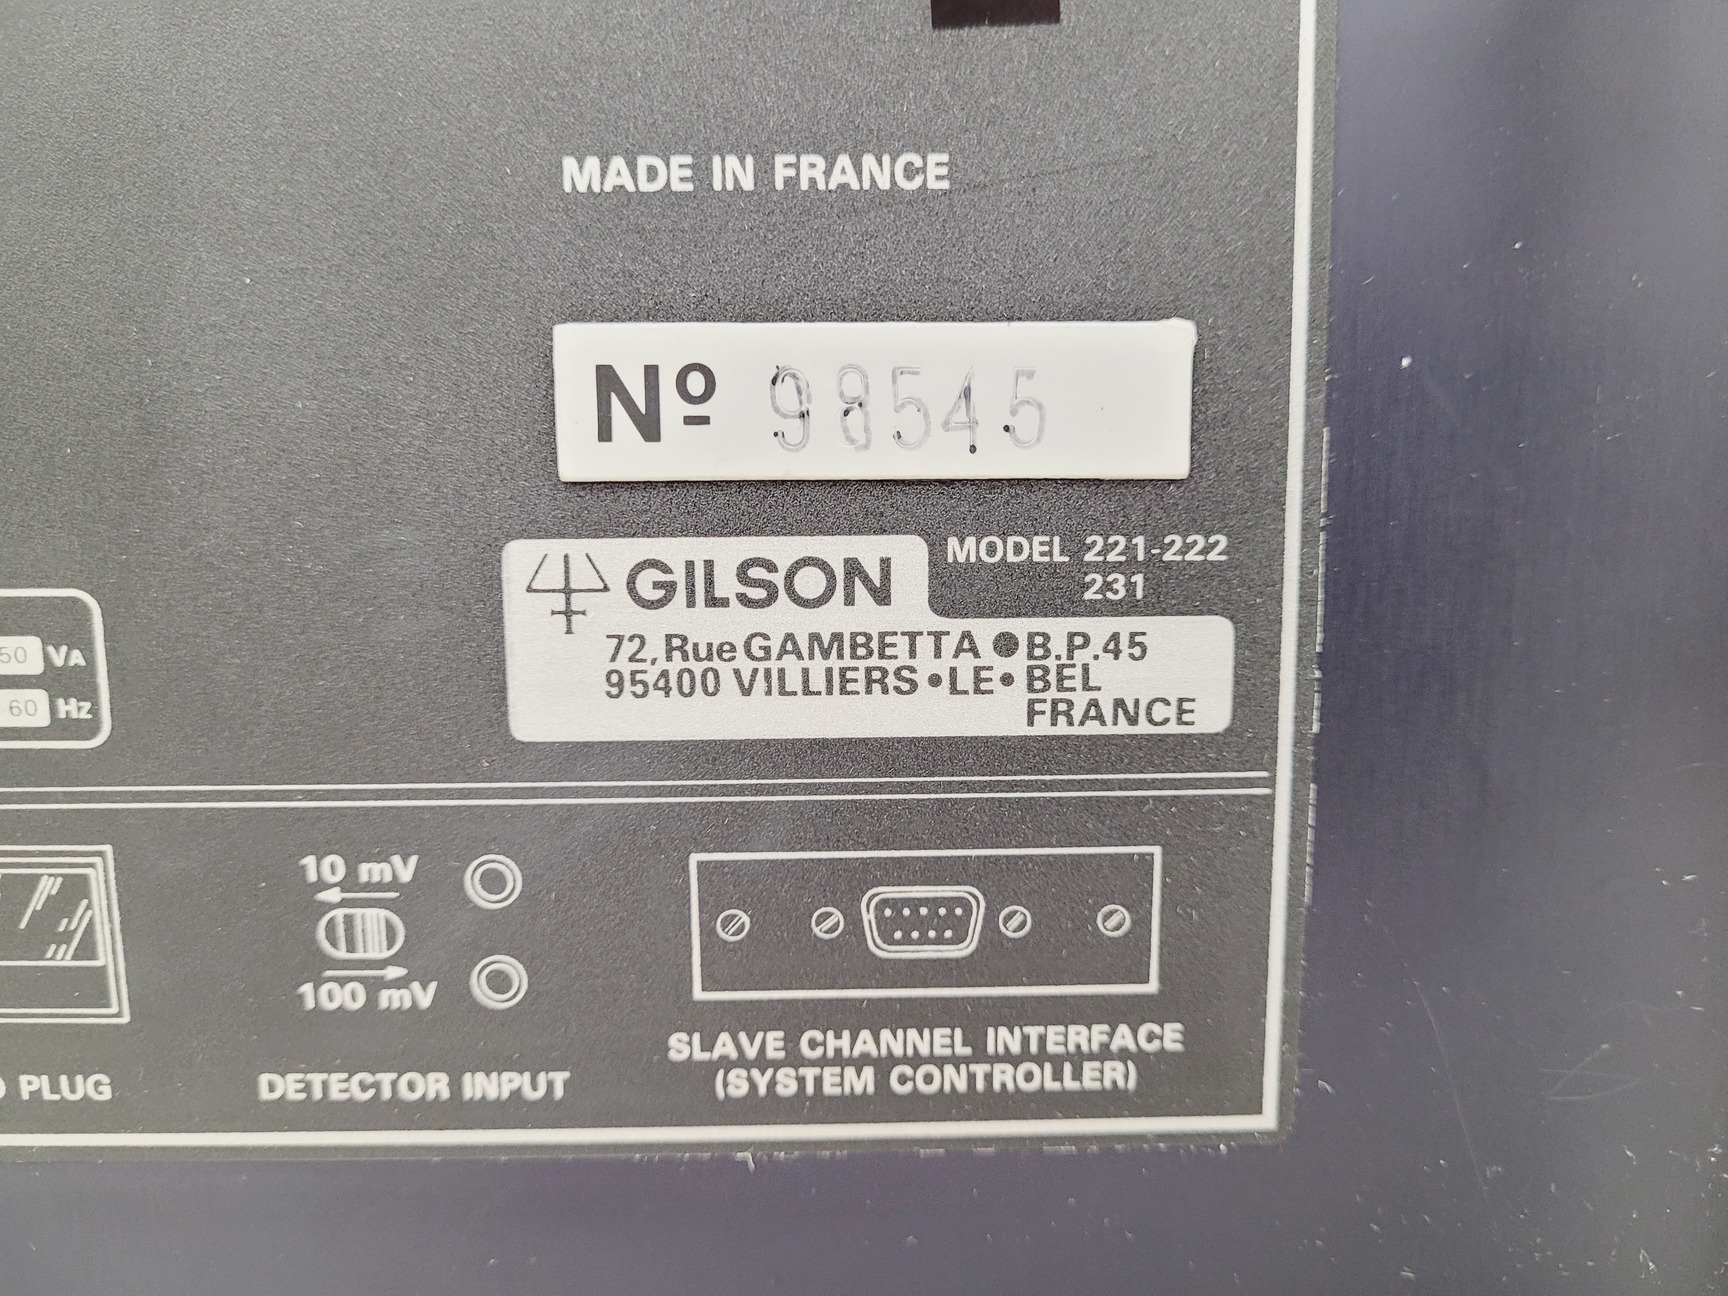 MADE IN FRANCE
Nº 98545
GILSON
MODEL 221-222
231
72, Rue GAMBETTA ● B.P.45
95400 VILLIERS • LE • BEL
FRANCE
50 VA
60 Hz
10 mV
100 mV
PLUG
DETECTOR INPUT
SLAVE CHANNEL INTERFACE
(SYSTEM CONTROLLER)